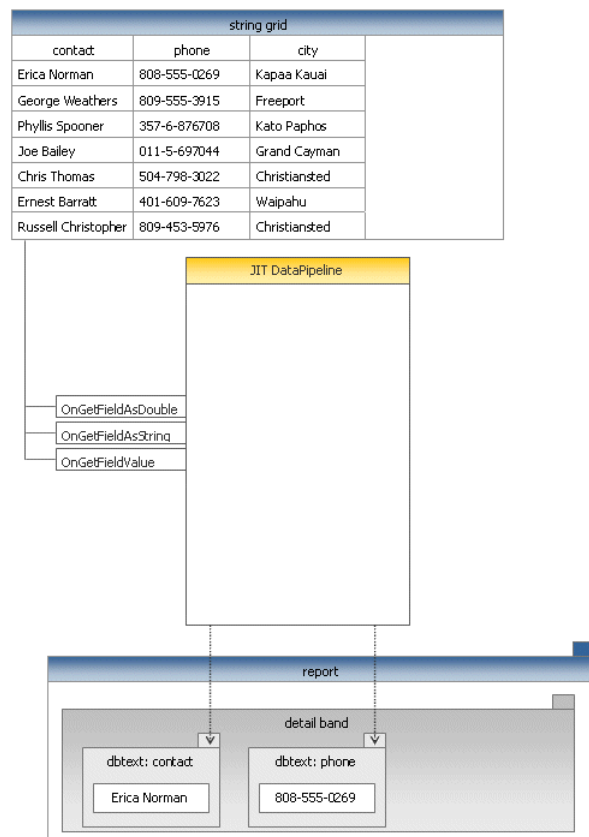 string grid
contact phone city
Erica Norman 808-555-0269 Kapaa Kauai
George Weathers 809-555-3915 Freeport
Phyllis Spooner 357-6-876708 Kato Paphos
Joe Bailey 011-5-697044 Grand Cayman
Chris Thomas 504-798-3022 Christiansted
Ernest Barratt 401-609-7623 Waipahu
Russell Christopher 809-453-5976 Christiansted
JIT DataPipeline
OnGetFieldAsDouble
OnGetFieldAsString
OnGetFieldValue
report
detail band
dbtext: contact dbtext: phone
Erica Norman 808-555-0269